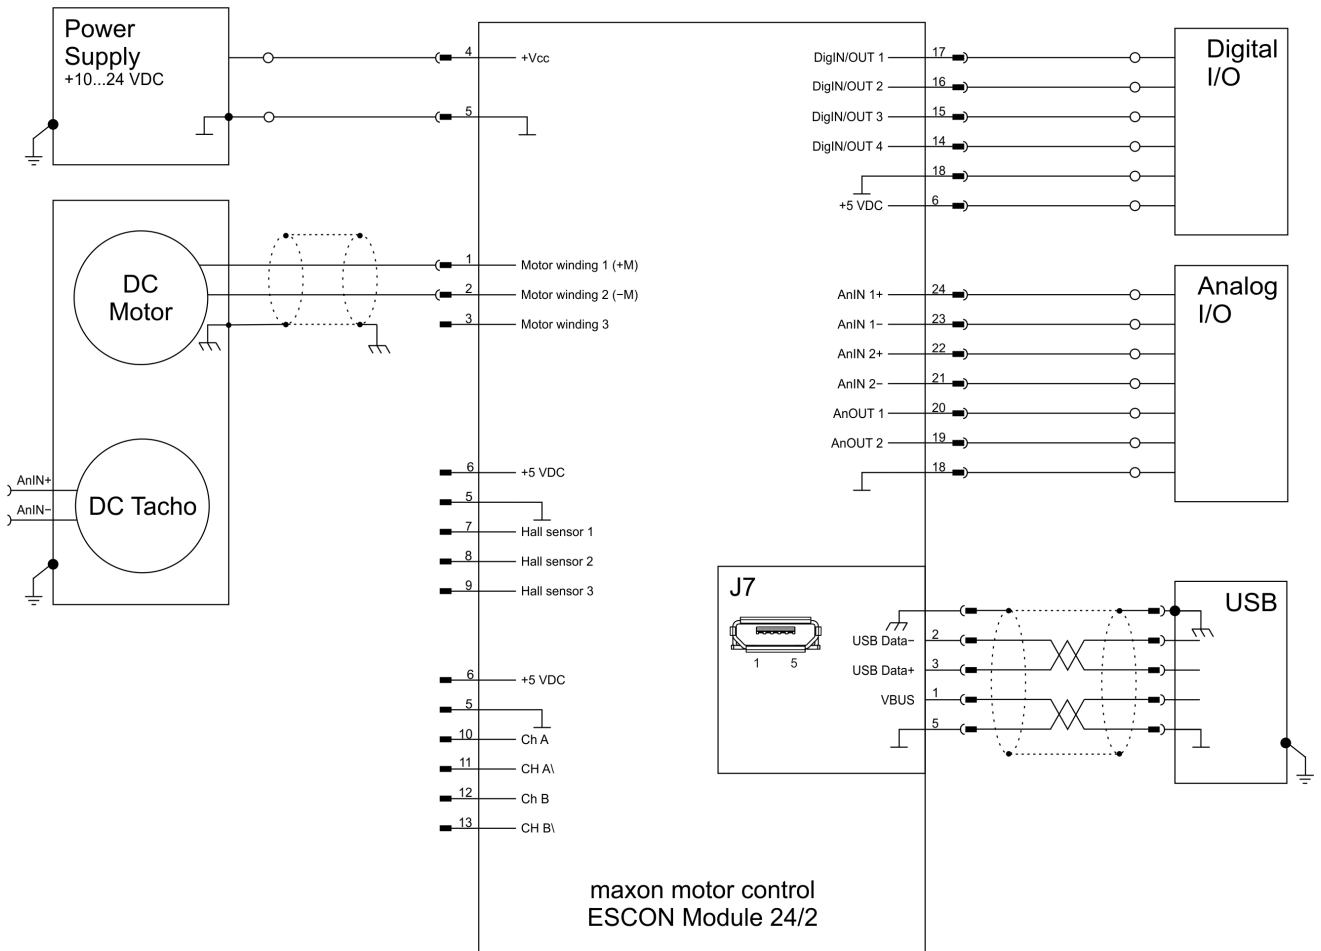 Power
Supply
+10...24 VDC
4
+Vcc
5
DC
Motor
1
Motor winding 1 (+M)
2
Motor winding 2 (−M)
3
Motor winding 3
AnIN+
AnIN−
DC Tacho
6
+5 VDC
5
7
Hall sensor 1
8
Hall sensor 2
9
Hall sensor 3
6
+5 VDC
5
10
Ch A
11
CH A\
12
Ch B
13
CH B\
DigIN/OUT 1
17
DigIN/OUT 2
16
DigIN/OUT 3
15
DigIN/OUT 4
14
18
+5 VDC
6
Digital
I/O
AnIN 1+
24
AnIN 1−
23
AnIN 2+
22
AnIN 2−
21
AnOUT 1
20
AnOUT 2
19
18
Analog
I/O
J7
1 5
USB Data−
2
USB Data+
3
VBUS
1
5
USB
maxon motor control
ESCON Module 24/2